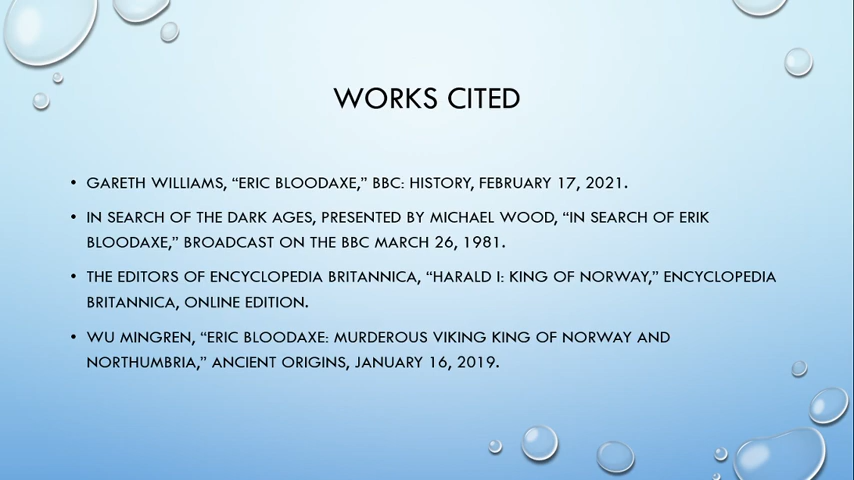 WORKS CITED
• GARETH WILLIAMS, “ERIC BLOODAXE,” BBC: HISTORY, FEBRUARY 17, 2021.
• IN SEARCH OF THE DARK AGES, PRESENTED BY MICHAEL WOOD, “IN SEARCH OF ERIK
BLOODAXE,” BROADCAST ON THE BBC MARCH 26, 1981.
• THE EDITORS OF ENCYCLOPEDIA BRITANNICA, “HARALD I: KING OF NORWAY,” ENCYCLOPEDIA
BRITANNICA, ONLINE EDITION.
• WU MINGREN, “ERIC BLOODAXE: MURDEROUS VIKING KING OF NORWAY AND
NORTHUMBRIA,” ANCIENT ORIGINS, JANUARY 16, 2019.